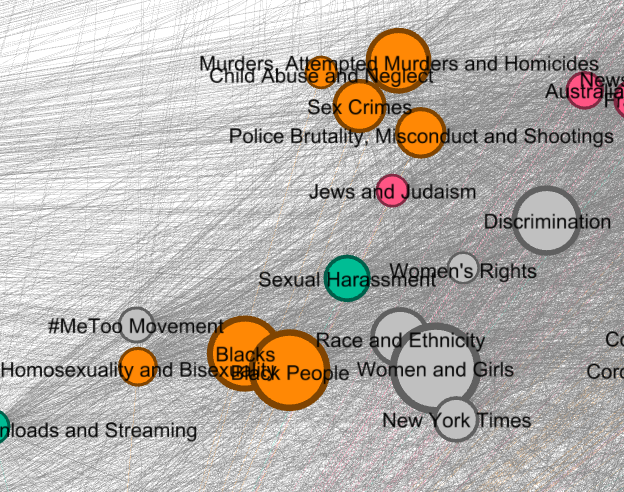 Murders, Attempted Murders and Homicides
Child Abuse and Neglect
News
Australia
Sex Crimes
Police Brutality, Misconduct and Shootings
Jews and Judaism
Discrimination
Women's Rights
Sexual Harassment
#MeToo Movement
Race and Ethnicity
Blacks
Homosexuality and Bisexuality
Black People
Women and Girls
New York Times
nloads and Streaming